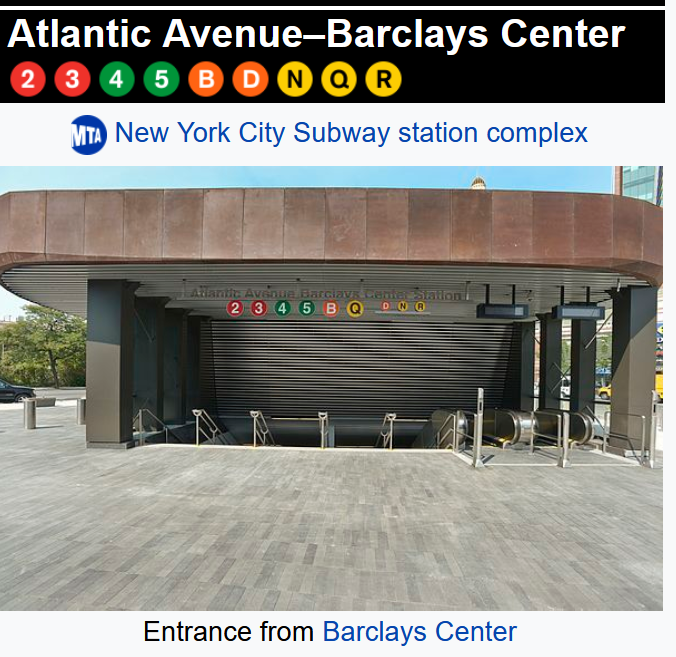 Atlantic Avenue–Barclays Center
2 3 4 5 B D N Q R
MTA New York City Subway station complex
Atlantic Avenue Barclays Center Station
2 3 4 5 B Q D N R
Entrance from Barclays Center